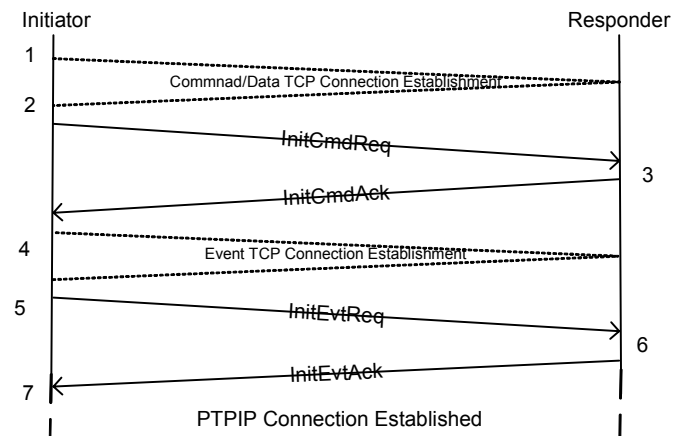 Initiator
Responder
1
Commnad/Data TCP Connection Establishment
2
InitCmdReq
3
InitCmdAck
4
Event TCP Connection Establishment
5
InitEvtReq
6
InitEvtAck
7
PTPIP Connection Established